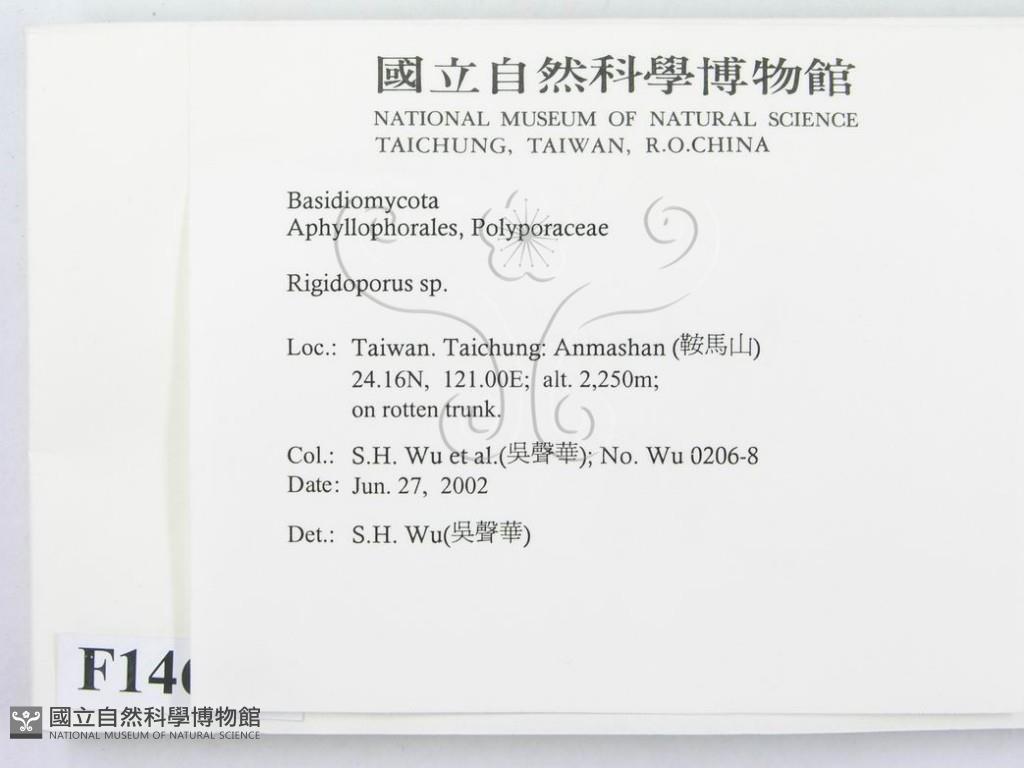 國立自然科學博物館
NATIONAL MUSEUM OF NATURAL SCIENCE
TAICHUNG, TAIWAN, R.O.CHINA
Basidiomycota
Aphyllophorales, Polyporaceae
Rigidoporus sp.
Loc.: Taiwan. Taichung: Anmashan (鞍馬山)
24.16N, 121.00E; alt. 2,250m;
on rotten trunk.
Col.: S.H. Wu et al.(吳聲華); No. Wu 0206-8
Date: Jun. 27, 2002
Det.: S.H. Wu(吳聲華)
F14
國立自然科學博物館
NATIONAL MUSEUM OF NATURAL SCIENCE